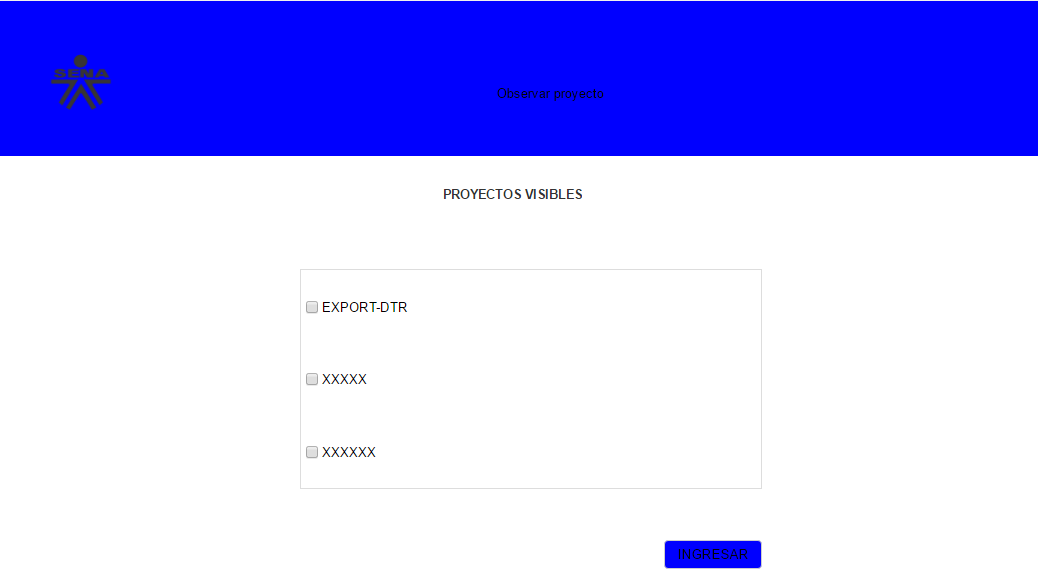 SENA
Observar proyecto
PROYECTOS VISIBLES
EXPORT-DTR
XXXXX
XXXXXX
INGRESAR